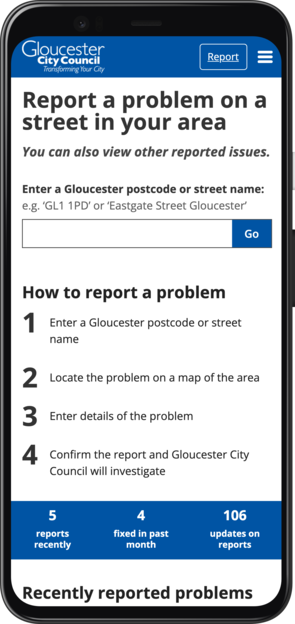 Gloucester
City Council
Transforming Your City
Report
Report a problem on a
street in your area
You can also view other reported issues.
Enter a Gloucester postcode or street name:
e.g. ‘GL1 1PD’ or ‘Eastgate Street Gloucester’
Go
How to report a problem
1 Enter a Gloucester postcode or street
name
2 Locate the problem on a map of the area
3 Enter details of the problem
4 Confirm the report and Gloucester City
Council will investigate
5 4 106
reports fixed in past updates on
recently month reports
Recently reported problems